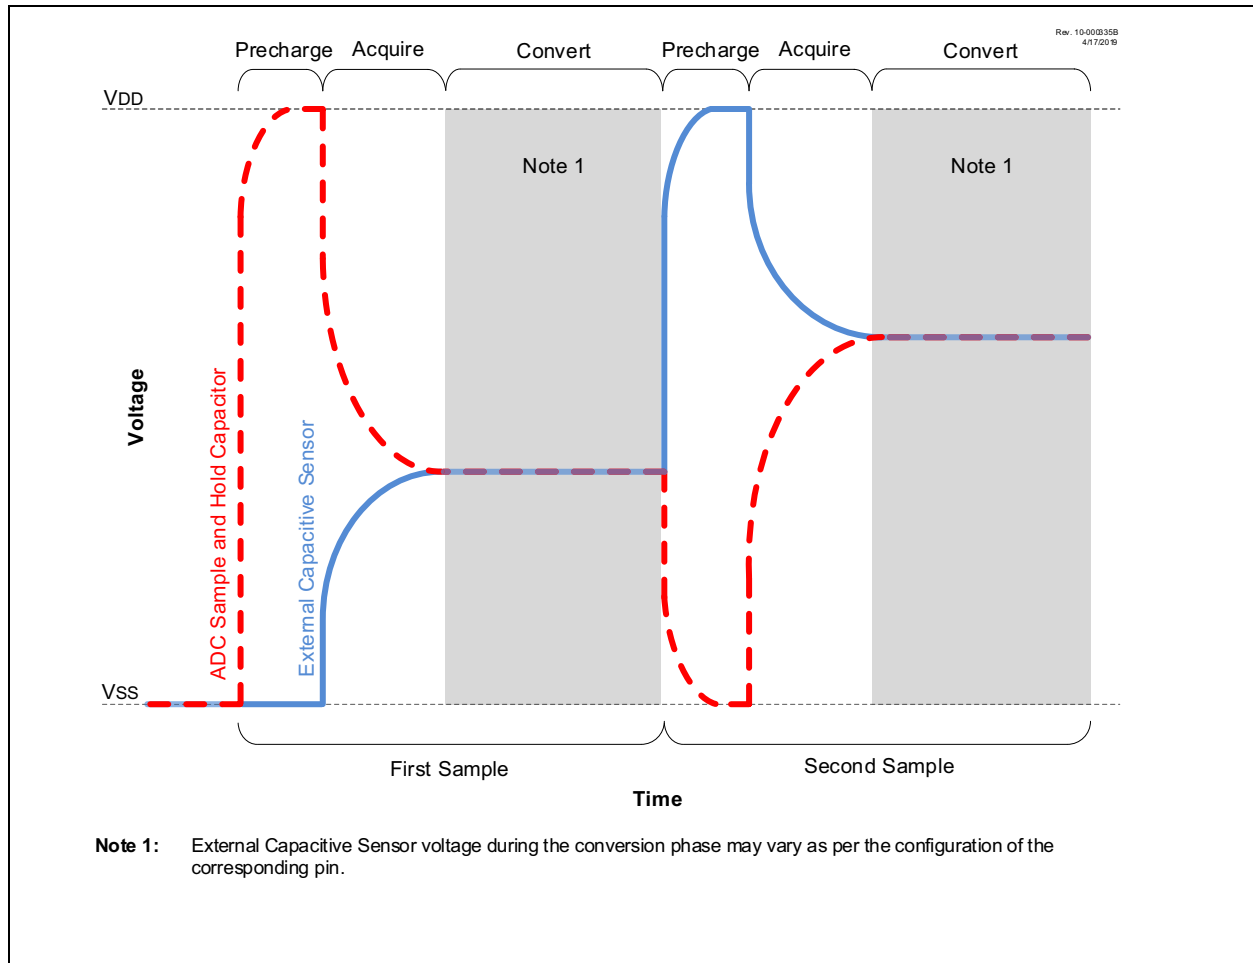 Rev. 10-000335B
4/17/2019
Precharge Acquire Convert Precharge Acquire Convert
VDD
Note 1 Note 1
Voltage
ADC Sample and Hold Capacitor
External Capacitive Sensor
VSS
First Sample Second Sample
Time
Note 1: External Capacitive Sensor voltage during the conversion phase may vary as per the configuration of the
corresponding pin.